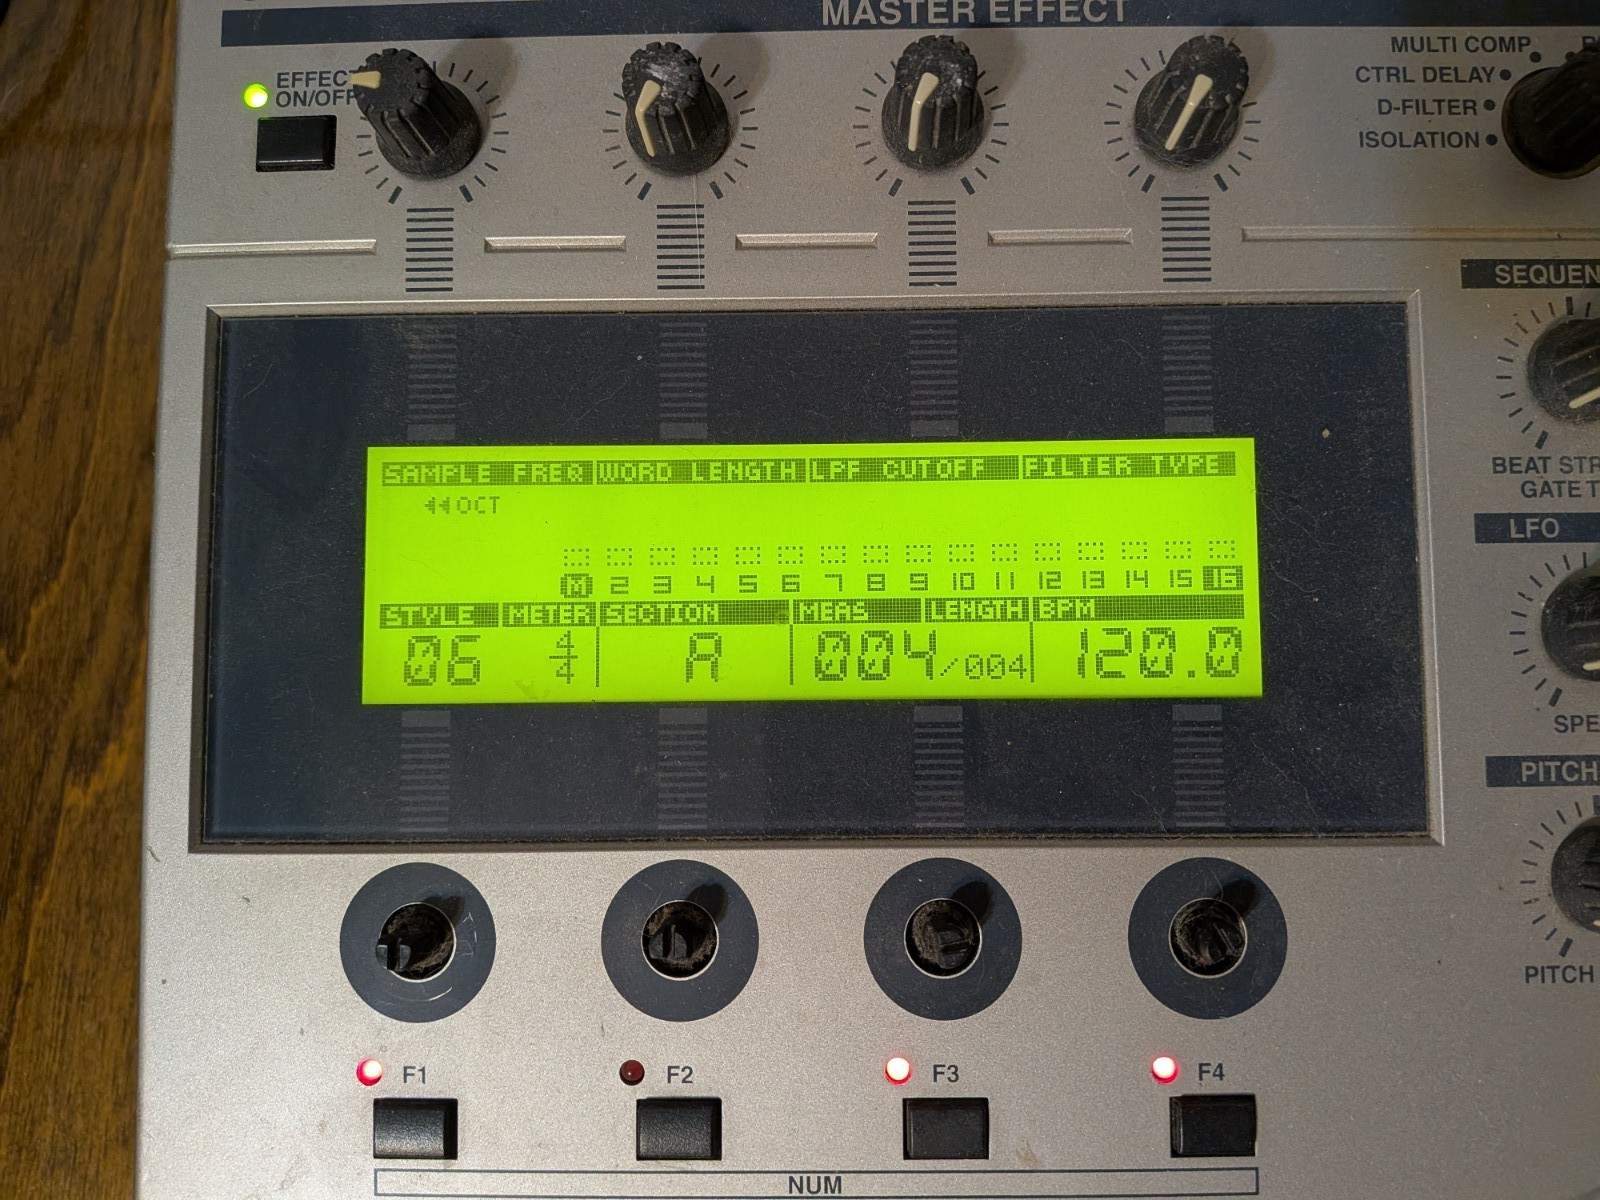 MASTER EFFECT
EFFECT
ON/OFF
MULTI COMP
CTRL DELAY
D-FILTER
ISOLATION
SAMPLE FREQ WORD LENGTH LPF CUTOFF FILTER TYPE
OCT
M 2 3 4 5 6 7 8 9 10 11 12 13 14 15 16
STYLE METER SECTION MEAS LENGTH BPM
06 4/4 A 004/004 120.0
SEQUEN
BEAT STR
GATE T
LFO
SPE
PITCH
PITCH
F1 F2 F3 F4
NUM